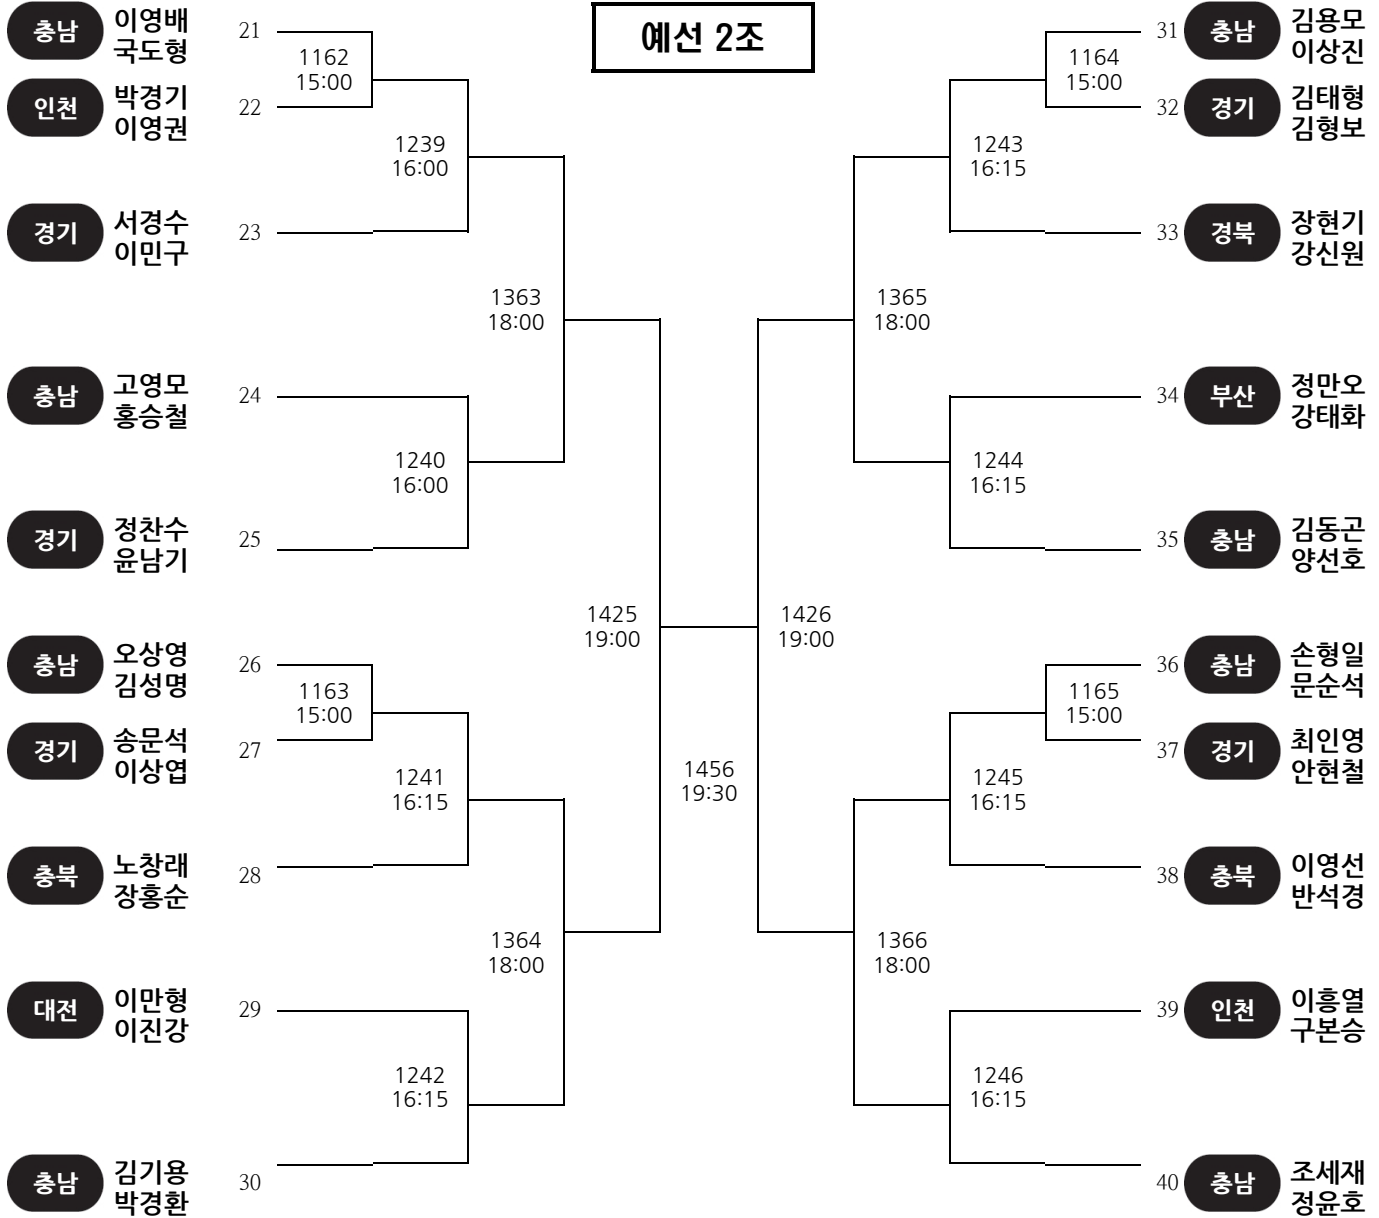 예선 2조
충남
이영배
국도형
21
1162
15:00
인천
박경기
이영권
22
1239
16:00
경기
서경수
이민구
23
1363
18:00
충남
고영모
홍승철
24
1240
16:00
경기
정찬수
윤남기
25
1425
19:00
충남
오상영
김성명
26
1163
15:00
경기
송문석
이상엽
27
1241
16:15
충북
노창래
장홍순
28
1364
18:00
대전
이만형
이진강
29
1242
16:15
충남
김기용
박경환
30
1456
19:30
31
충남
김용모
이상진
1164
15:00
32
경기
김태형
김형보
1243
16:15
33
경북
장현기
강신원
1365
18:00
34
부산
정만오
강태화
1244
16:15
35
충남
김동곤
양선호
1426
19:00
36
충남
손형일
문순석
1165
15:00
37
경기
최인영
안현철
1245
16:15
38
충북
이영선
반석경
1366
18:00
39
인천
이흥열
구본승
1246
16:15
40
충남
조세재
정윤호